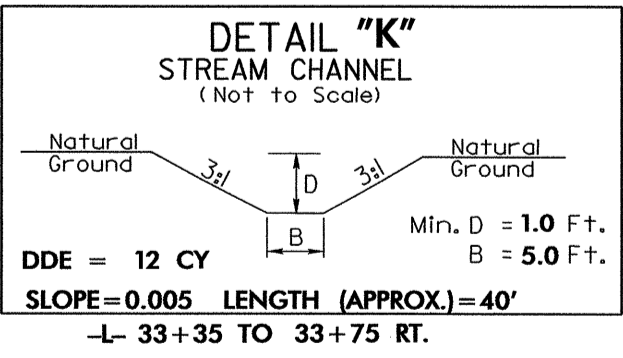 DETAIL "K"
STREAM CHANNEL
(Not to Scale)
Natural
Ground
3:1
D
3:1
Natural
Ground
B
Min. D = 1.0 Ft.
B = 5.0 Ft.
DDE = 12 CY
SLOPE=0.005 LENGTH (APPROX.)=40'
-L- 33+35 TO 33+75 RT.